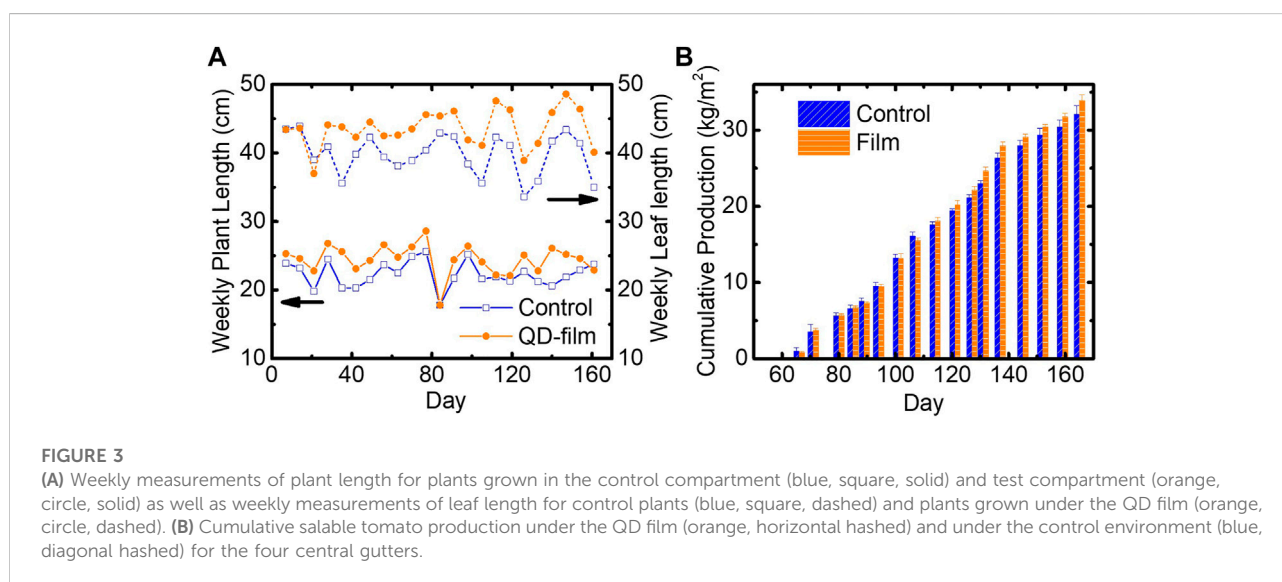 A
B
50
40
30
20
10
Weekly Plant Length (cm)
50
40
30
20
10
Weekly Leaf length (cm)
Control
QD-film
0 40 80 120 160
Day
Cumulative Production (kg/m²)
30
20
10
0
Control
Film
60 80 100 120 140 160
Day
FIGURE 3
(A) Weekly measurements of plant length for plants grown in the control compartment (blue, square, solid) and test compartment (orange,
circle, solid) as well as weekly measurements of leaf length for control plants (blue, square, dashed) and plants grown under the QD film (orange,
circle, dashed). (B) Cumulative salable tomato production under the QD film (orange, horizontal hashed) and under the control environment (blue,
diagonal hashed) for the four central gutters.